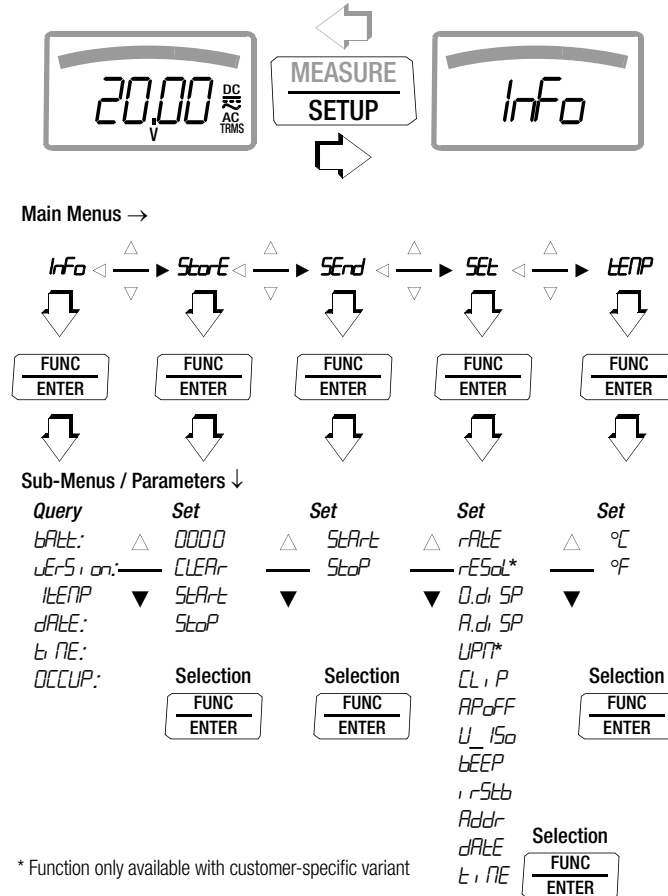 20.00 V DC AC TRMS
MEASURE
SETUP
InFo
Main Menus →
InFo StorE SEnd SEt tEMP
FUNC FUNC FUNC FUNC FUNC
ENTER ENTER ENTER ENTER ENTER
Sub-Menus / Parameters ↓
Query Set Set Set Set
bAtt: 0000 StArt rAtE °C
vErSion: CLEAr StoP rESoL* °F
ItEMP StArt 0.diSP
dAtE: StoP A.diSP
tiME: UPM*
OCCUP: CLiP
Selection Selection Selection
FUNC FUNC APoFF FUNC
ENTER ENTER U_ISo ENTER
bEEP
irStb
Addr
dAtE Selection
tiME FUNC
ENTER
* Function only available with customer-specific variant